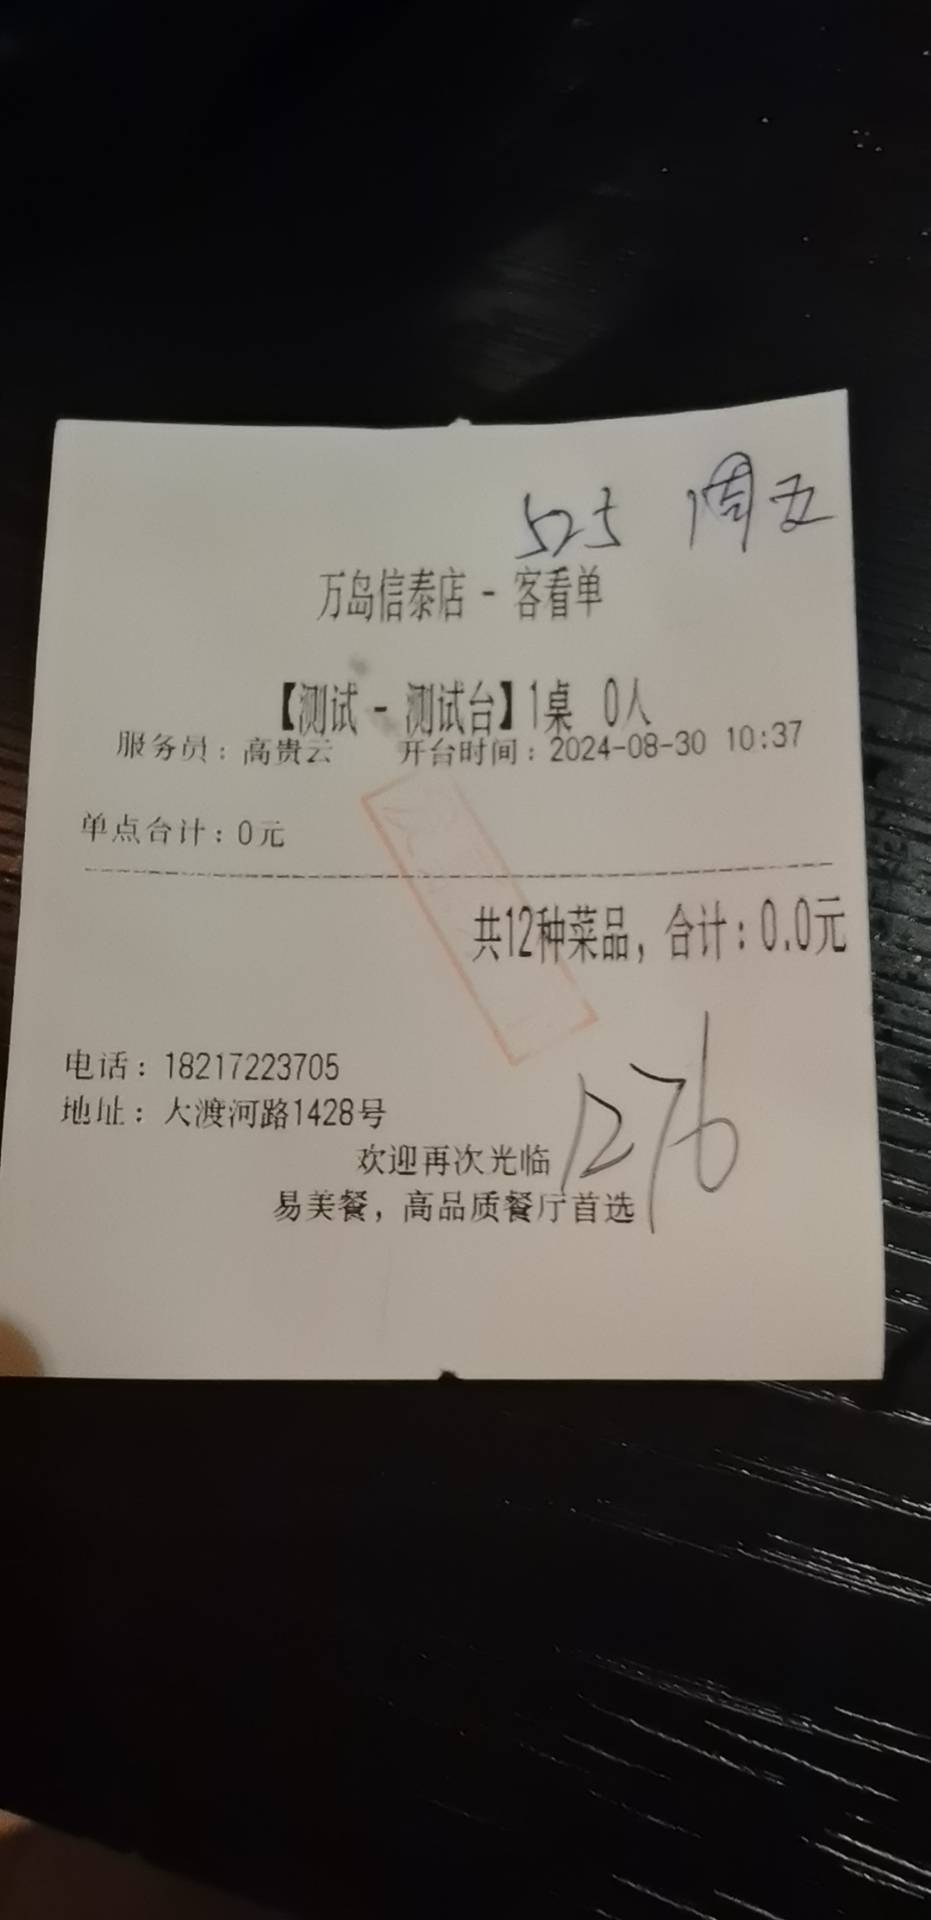 525 周五
万岛信泰店 - 客看单
【测试 - 测试台】1桌 0人
服务员：高贵云 开台时间：2024-08-30 10:37
单点合计：0元
共12种菜品，合计：0.0元
电话：18217223705
地址：大渡河路1428号
1276
欢迎再次光临
易美餐，高品质餐厅首选